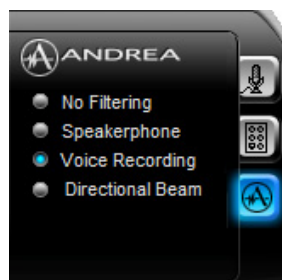 ANDREA
No Filtering
Speakerphone
Voice Recording
Directional Beam